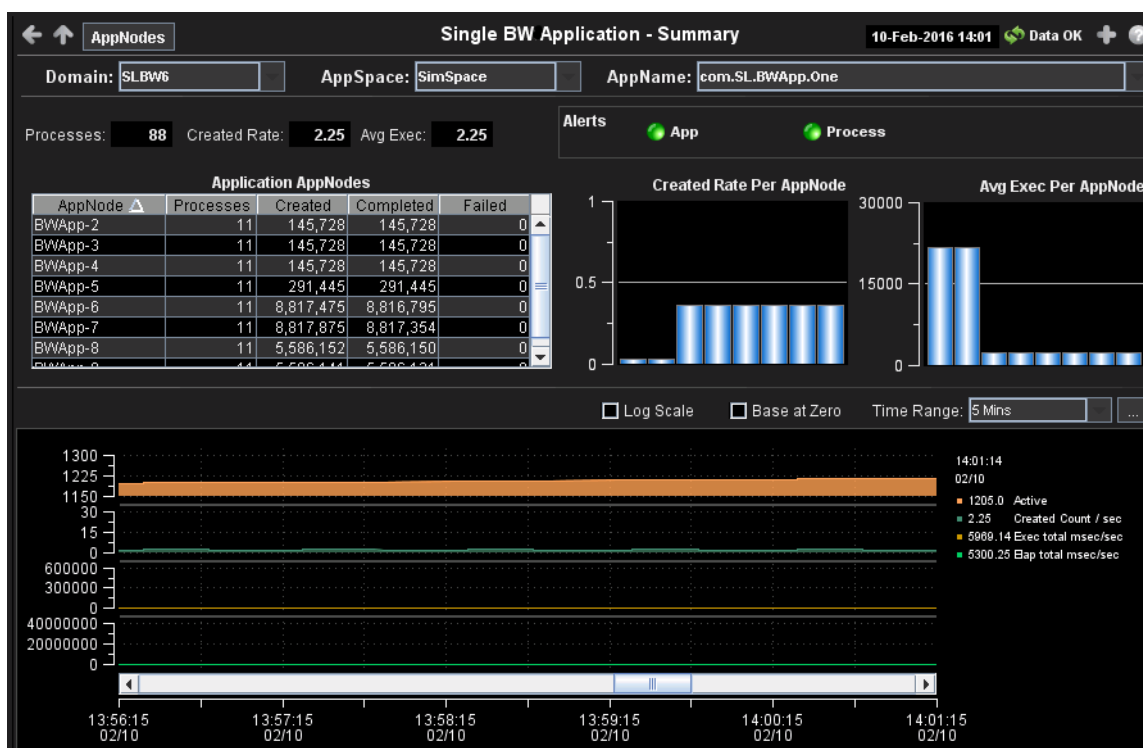 AppNodes
Single BW Application - Summary
10-Feb-2016 14:01
Data OK
Domain: SLBW6
AppSpace: SimSpace
AppName: com.SL.BWApp.One
Processes: 88
Created Rate: 2.25
Avg Exec: 2.25
Alerts
App
Process
Application AppNodes
AppNode Processes Created Completed Failed
BWApp-2 11 145,728 145,728 0
BWApp-3 11 145,728 145,728 0
BWApp-4 11 145,728 145,728 0
BWApp-5 11 291,445 291,445 0
BWApp-6 11 8,817,475 8,816,795 0
BWApp-7 11 8,817,875 8,817,354 0
BWApp-8 11 5,586,152 5,586,150 0
Created Rate Per AppNode
1
0.5
0
Avg Exec Per AppNode
30000
15000
0
Log Scale
Base at Zero
Time Range: 5 Mins
...
1300
1225
1150
30
15
0
600000
300000
0
40000000
20000000
0
14:01:14
02/10
1205.0 Active
2.25 Created Count / sec
5969.14 Exec total msec/sec
5300.25 Elap total msec/sec
13:56:15 13:57:15 13:58:15 13:59:15 14:00:15 14:01:15
02/10 02/10 02/10 02/10 02/10 02/10